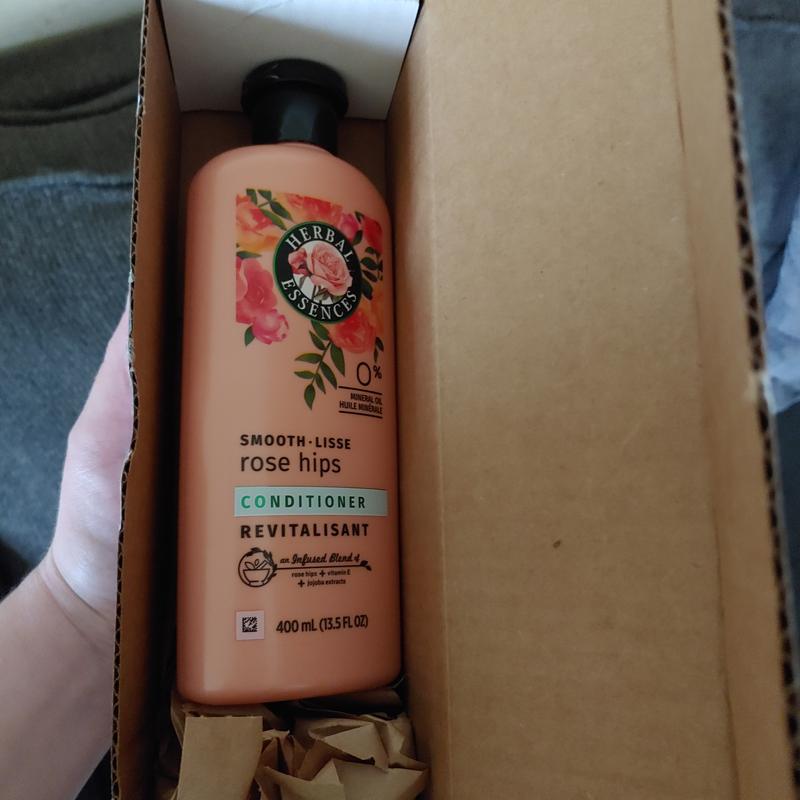 HERBAL
ESSENCES
0%
MINERAL OIL
HUILE MINÉRALE
SMOOTH · LISSE
rose hips
CONDITIONER
REVITALISANT
an Infused Blend of
rose hips + vitamin E
+ jojoba extracts
400 mL (13.5 FL OZ)